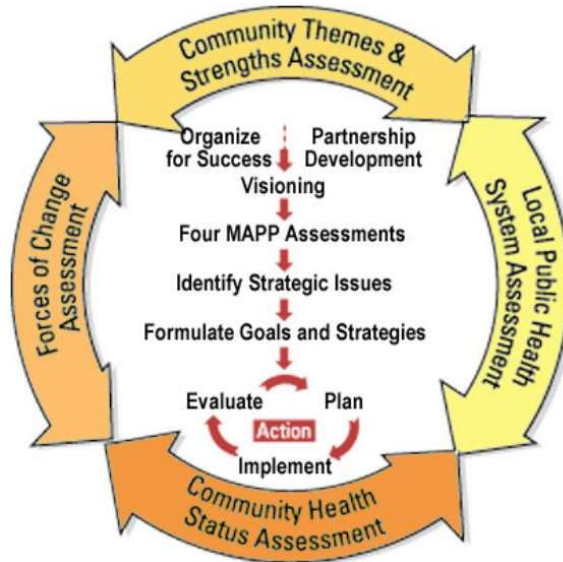 Community Themes &
Strengths Assessment
Organize
for Success
Partnership
Development
Visioning
Four MAPP Assessments
Identify Strategic Issues
Formulate Goals and Strategies
Evaluate
Plan
Action
Implement
Forces of Change
Assessment
Local Public Health
System Assessment
Community Health
Status Assessment